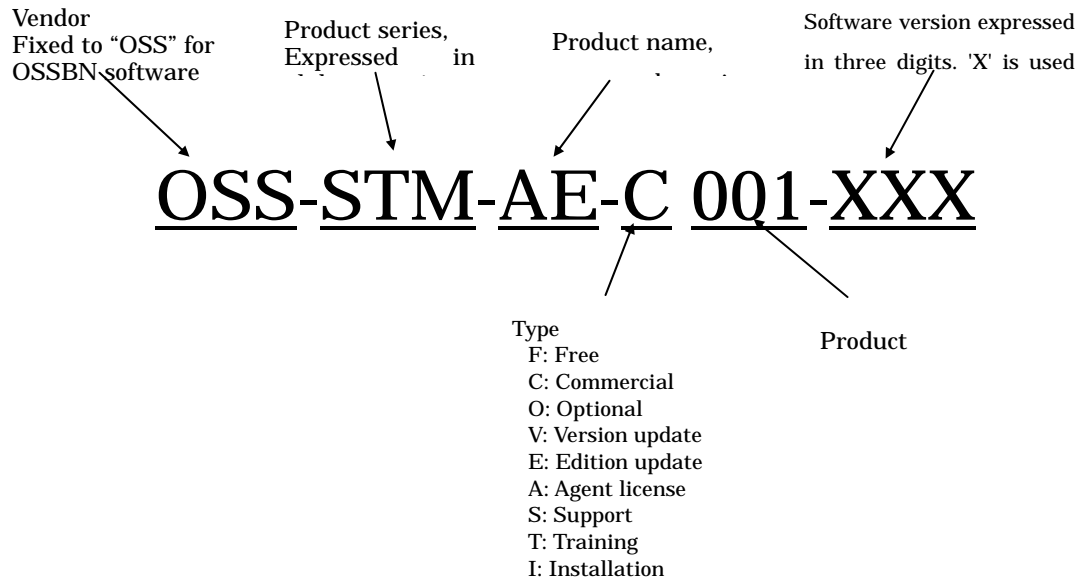 Vendor
Fixed to “OSS” for
OSSBN software
Product series,
Expressed in
Product name,
Software version expressed
in three digits. 'X' is used
OSS-STM-AE-C 001-XXX
Type
F: Free
C: Commercial
O: Optional
V: Version update
E: Edition update
A: Agent license
S: Support
T: Training
I: Installation
Product